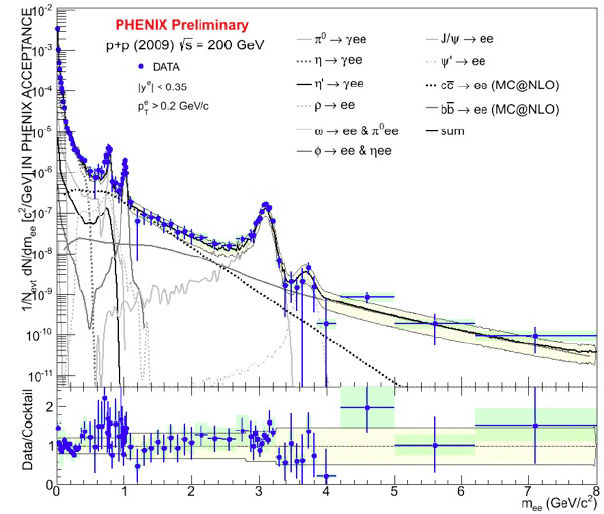 PHENIX Preliminary
p+p (2009) √s = 200 GeV
DATA
|yᵉ| < 0.35
pᵉ_T > 0.2 GeV/c
π⁰ → γee
η → γee
η' → γee
ρ → ee
ω → ee & π⁰ee
ϕ → ee & ηee
J/ψ → ee
ψ' → ee
cc̅ → ee (MC@NLO)
bb̅ → ee (MC@NLO)
sum
1/N_evt dN/dm_ee [c²/GeV] IN PHENIX ACCEPTANCE
10⁻²
10⁻³
10⁻⁴
10⁻⁵
10⁻⁶
10⁻⁷
10⁻⁸
10⁻⁹
10⁻¹⁰
10⁻¹¹
Data/Cocktail
2
1
0
0 1 2 3 4 5 6 7 8
m_ee (GeV/c²)